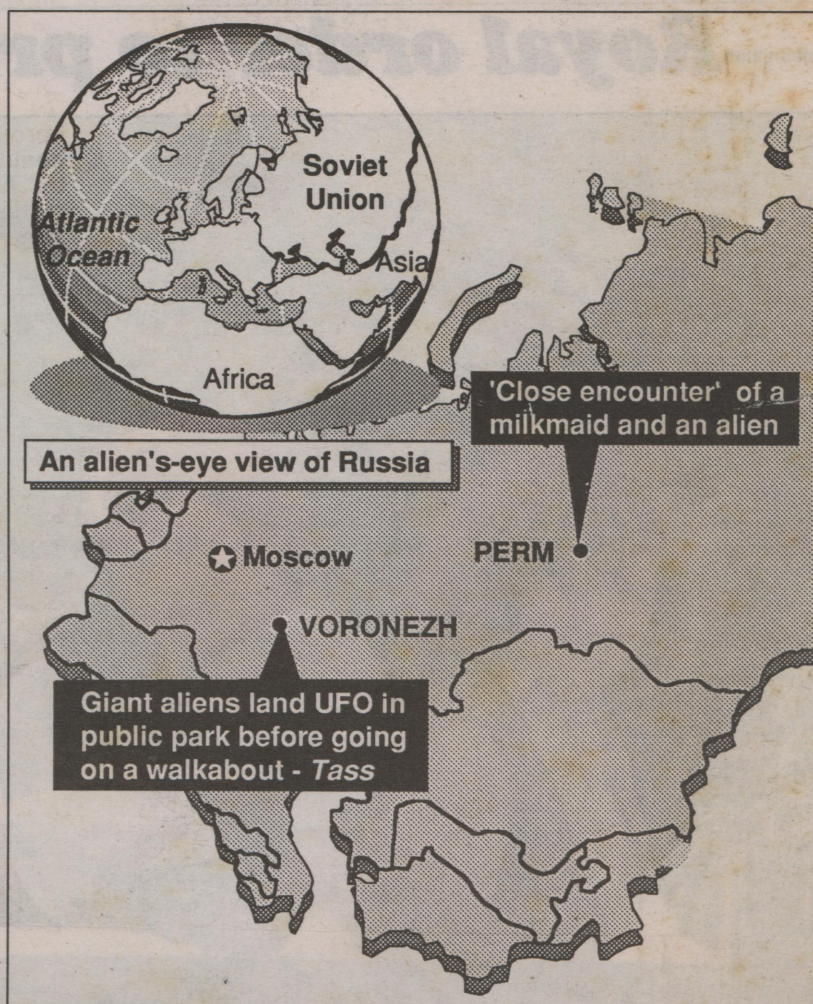 Soviet
Union
Atlantic
Ocean
Asia
Africa
'Close encounter' of a
milkmaid and an alien
An alien's-eye view of Russia
Moscow
PERM
VORONEZH
Giant aliens land UFO in
public park before going
on a walkabout - Tass